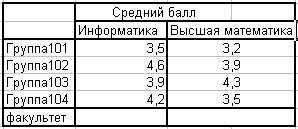 Средний балл
Информатика Высшая математика
Группа101 3,5 3,2
Группа102 4,6 3,9
Группа103 3,9 4,3
Группа104 4,2 3,5
факультет